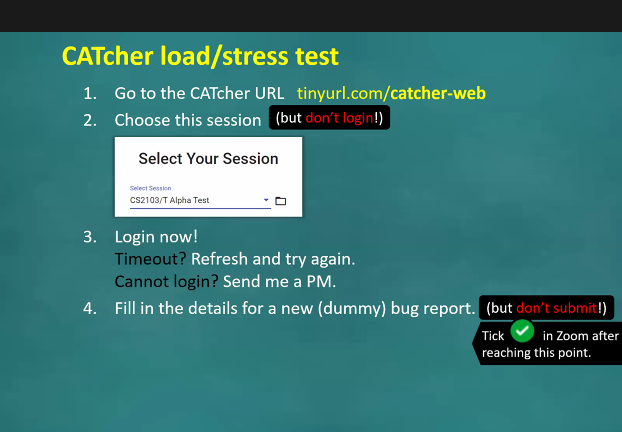 CATcher load/stress test
1. Go to the CATcher URL tinyurl.com/catcher-web
2. Choose this session (but don't login!)
Select Your Session
Select Session
CS2103/T Alpha Test
3. Login now!
Timeout? Refresh and try again.
Cannot login? Send me a PM.
4. Fill in the details for a new (dummy) bug report. (but don't submit!)
Tick in Zoom after
reaching this point.